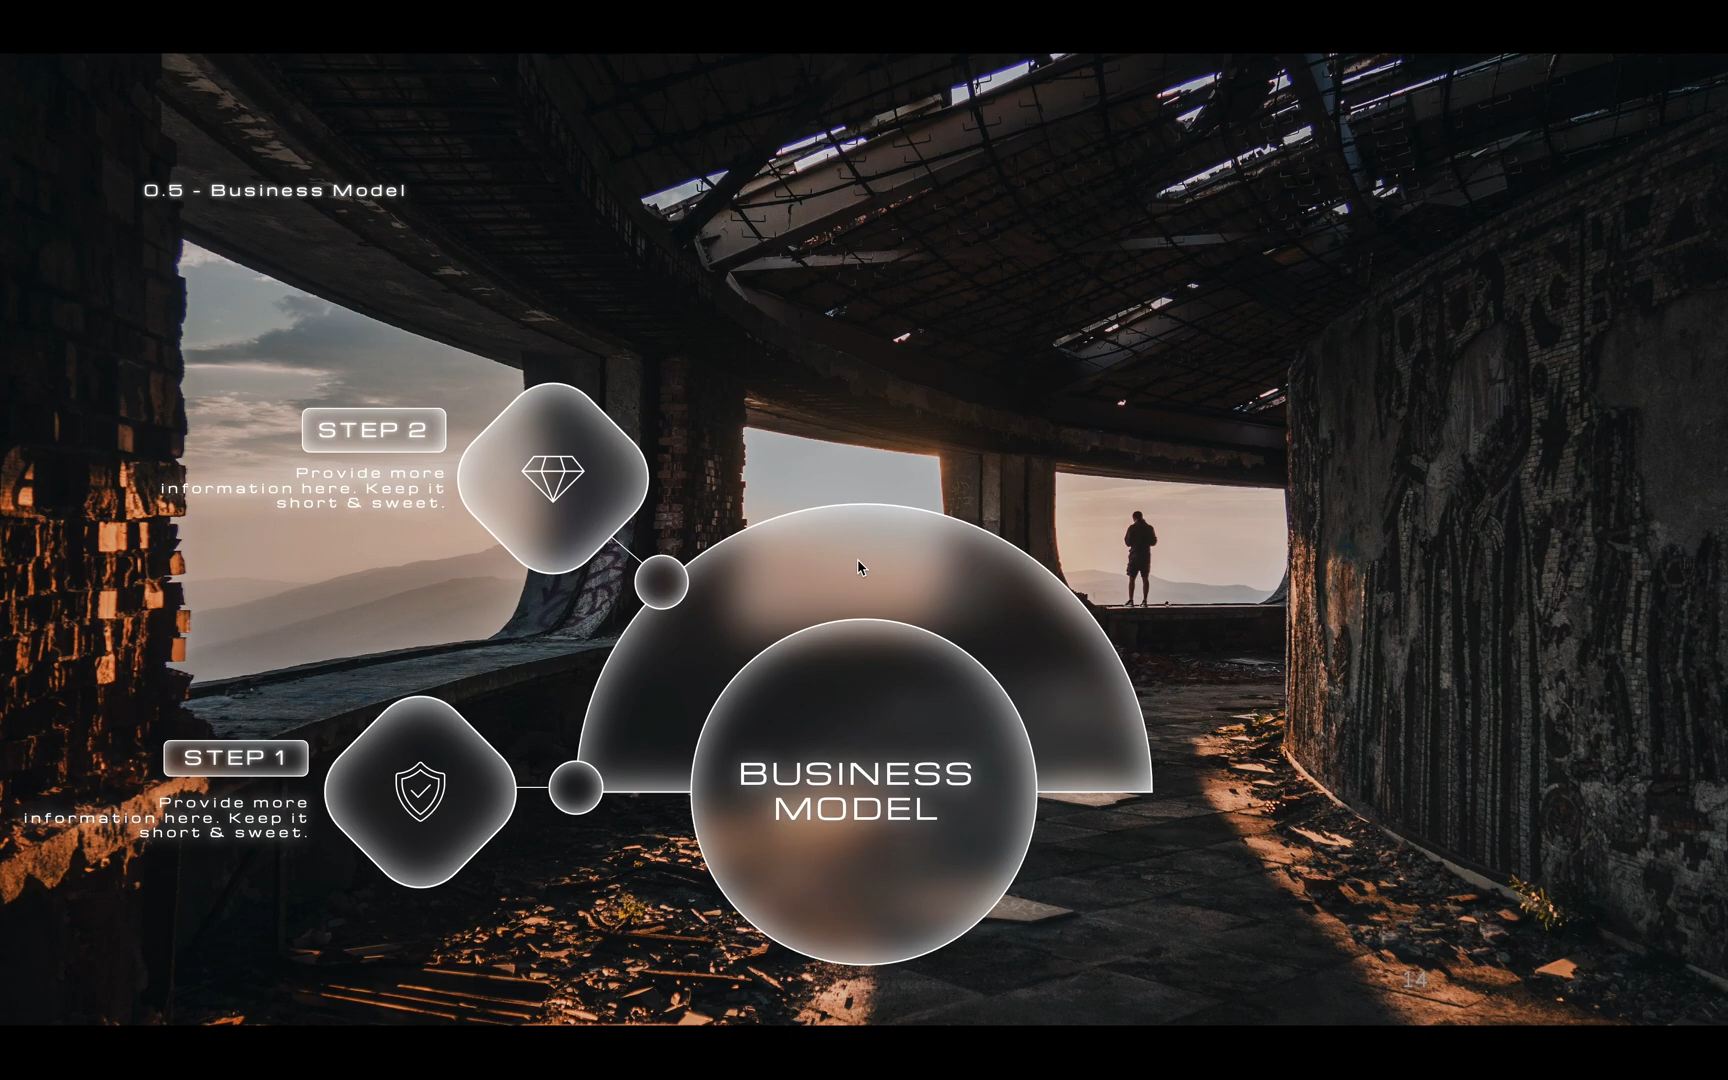 0.5 - Business Model
STEP 2
Provide more
information here. Keep it
short & sweet.
STEP 1
Provide more
information here. Keep it
short & sweet.
BUSINESS
MODEL
14